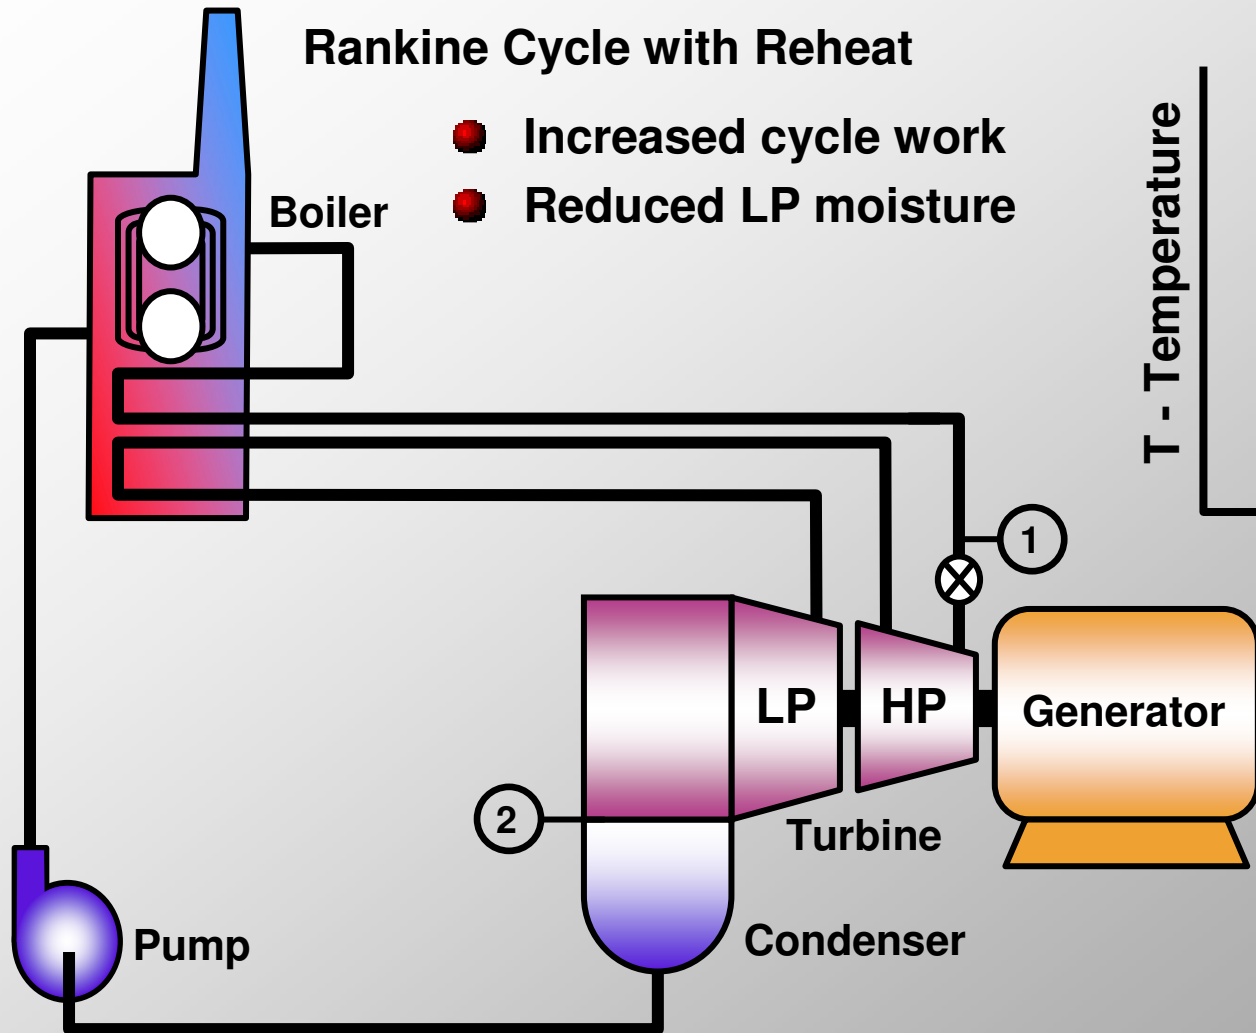 Rankine Cycle with Reheat
Increased cycle work
Reduced LP moisture
Boiler
T - Temperature
1
LP
HP
Generator
2
Turbine
Pump
Condenser